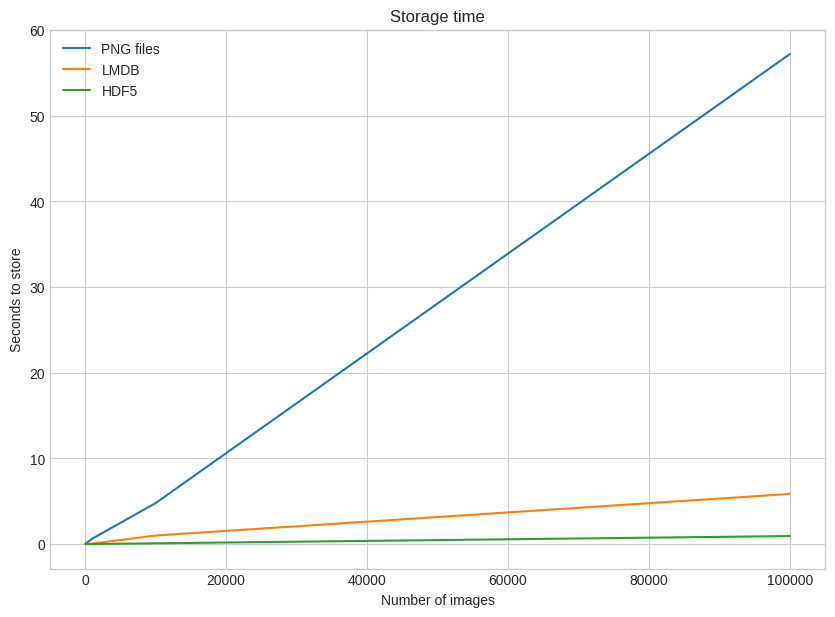 Storage time
PNG files
LMDB
HDF5
60
50
40
30
20
10
0
Seconds to store
0 20000 40000 60000 80000 100000
Number of images